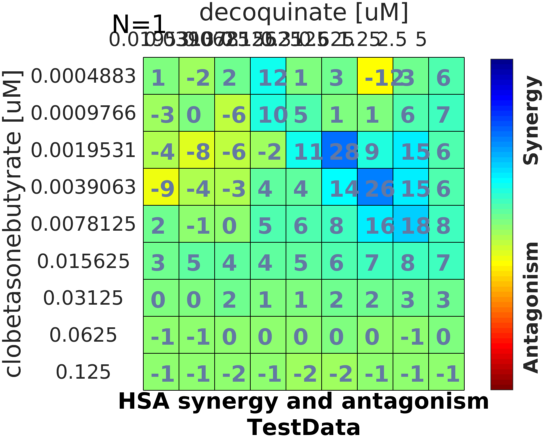 decoquinate [uM]
N=1
5
clobetasonebutyrate [uM]
0.0004883 1 -2 2 12 1 3 -12 3 6
0.0009766 -3 0 -6 10 5 1 1 6 7
0.0019531 -4 -8 -6 -2 11 28 9 15 6
0.0039063 -9 -4 -3 4 4 14 26 15 6
0.0078125 2 -1 0 5 6 8 16 18 8
0.015625 3 5 4 4 5 6 7 8 7
0.03125 0 0 2 1 1 2 2 3 3
0.0625 -1 -1 0 0 0 0 0 -1 0
0.125 -1 -1 -2 -1 -2 -2 -1 -1 -1
Synergy
Antagonism
HSA synergy and antagonism
TestData